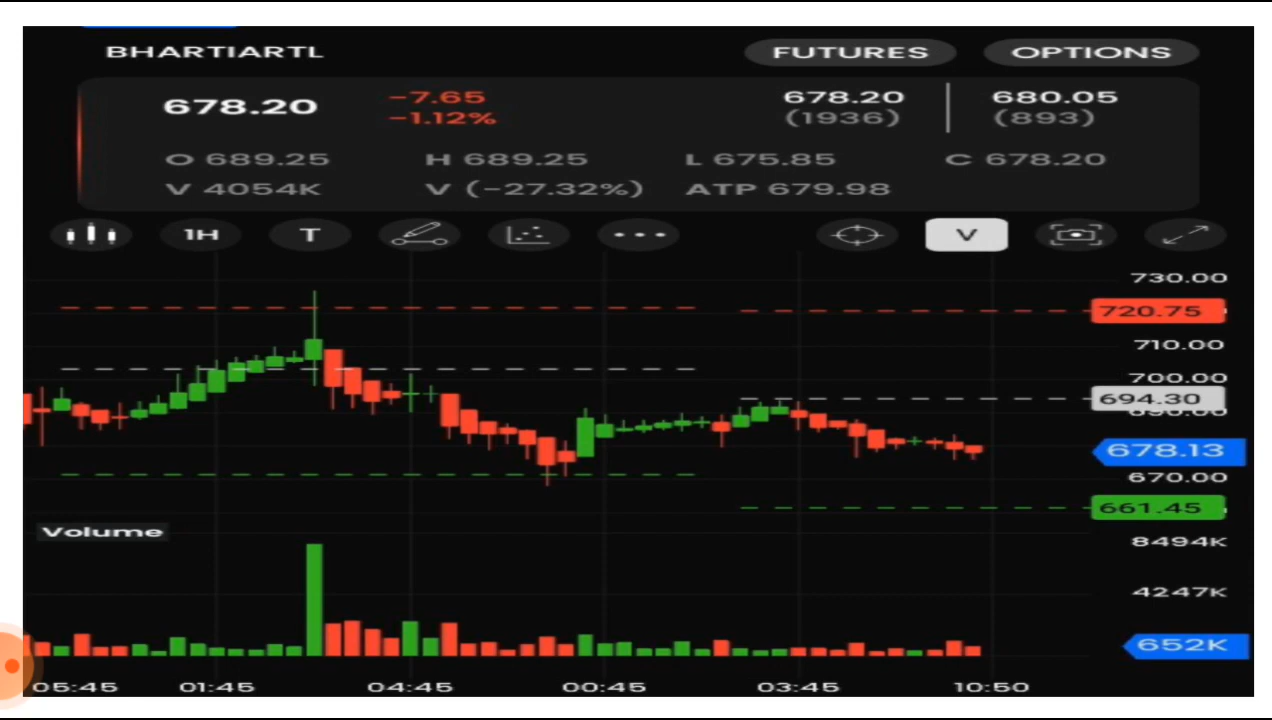 BHARTIARTL FUTURES OPTIONS
678.20 -7.65 -1.12% 678.20 (1936) 680.05 (893)
O 689.25 H 689.25 L 675.85 C 678.20
V 4054K V (-27.32%) ATP 679.98
1H T V
730.00
720.75
710.00
700.00
694.30
690.00
678.13
670.00
661.45
Volume
8494K
4247K
652K
05:45 01:45 04:45 00:45 03:45 10:50